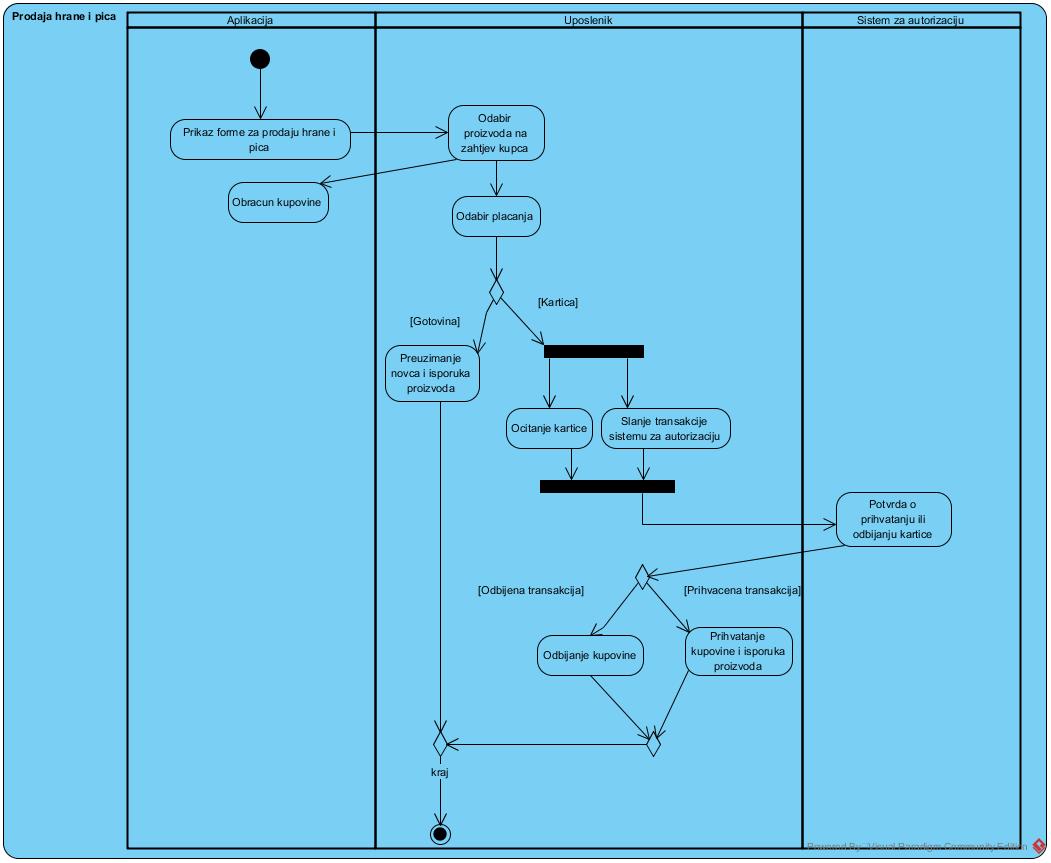 Prodaja hrane i pica
Aplikacija
Uposlenik
Sistem za autorizaciju
Prikaz forme za prodaju hrane i
pica
Odabir
proizvoda na
zahtjev kupca
Obracun kupovine
Odabir placanja
[Kartica]
[Gotovina]
Preuzimanje
novca i isporuka
proizvoda
Ocitanje kartice
Slanje transakcije
sistemu za autorizaciju
Potvrda o
prihvatanju ili
odbijanju kartice
[Odbijena transakcija]
[Prihvacena transakcija]
Odbijanje kupovine
Prihvatanje
kupovine i isporuka
proizvoda
kraj
Powered By Visual Paradigm Community Edition